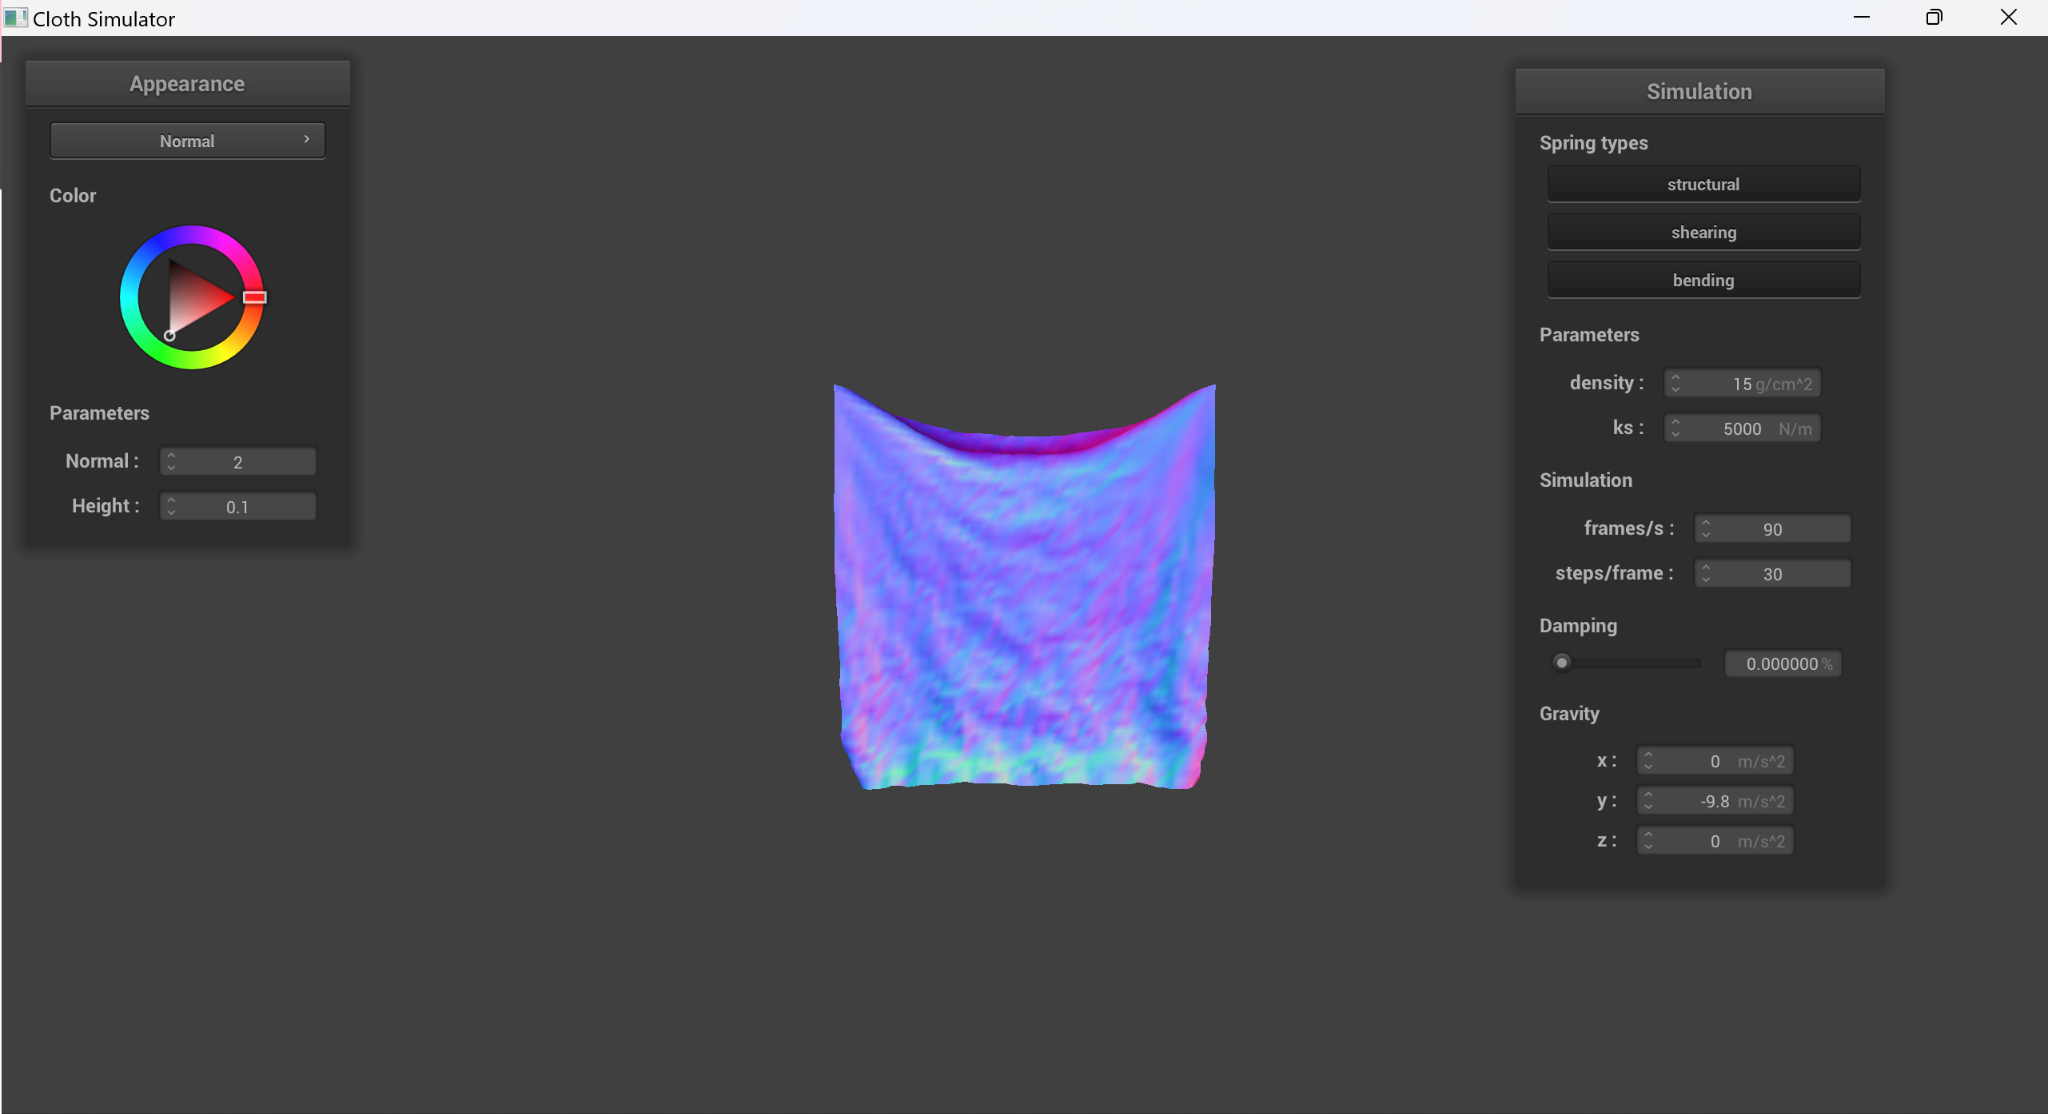 Cloth Simulator
Appearance
Normal
Color
Parameters
Normal : 2
Height : 0.1
Simulation
Spring types
structural
shearing
bending
Parameters
density : 15 g/cm^2
ks : 5000 N/m
Simulation
frames/s : 90
steps/frame : 30
Damping
0.000000 %
Gravity
x : 0 m/s^2
y : -9.8 m/s^2
z : 0 m/s^2